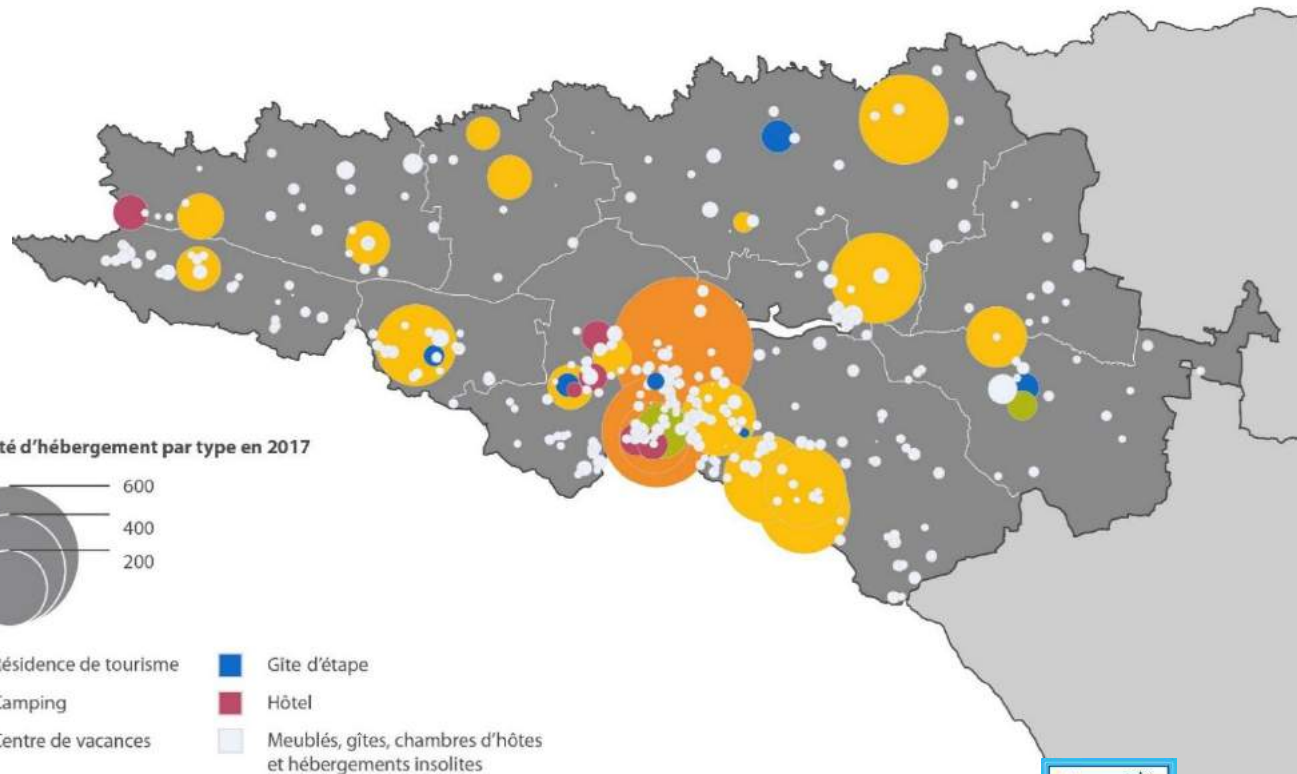 té d'hébergement par type en 2017
600
400
200
ésidence de tourisme
Gîte d'étape
Camping
Hôtel
Centre de vacances
Meublés, gîtes, chambres d'hôtes
et hébergements insolites